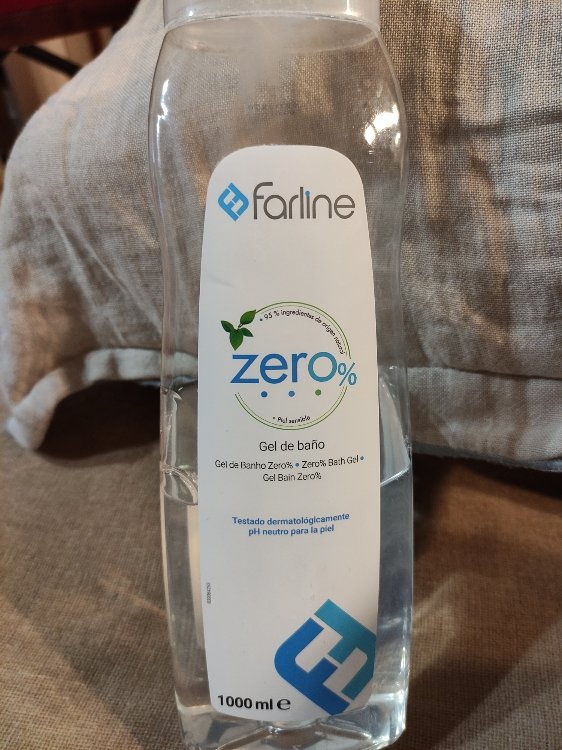 farline
• 95 % ingredientes de origen natural
zero%
• Piel sensible
Gel de baño
Gel de Banho Zero% • Zero% Bath Gel •
Gel Bain Zero%
Testado dermatológicamente
pH neutro para la piel
1000 ml e